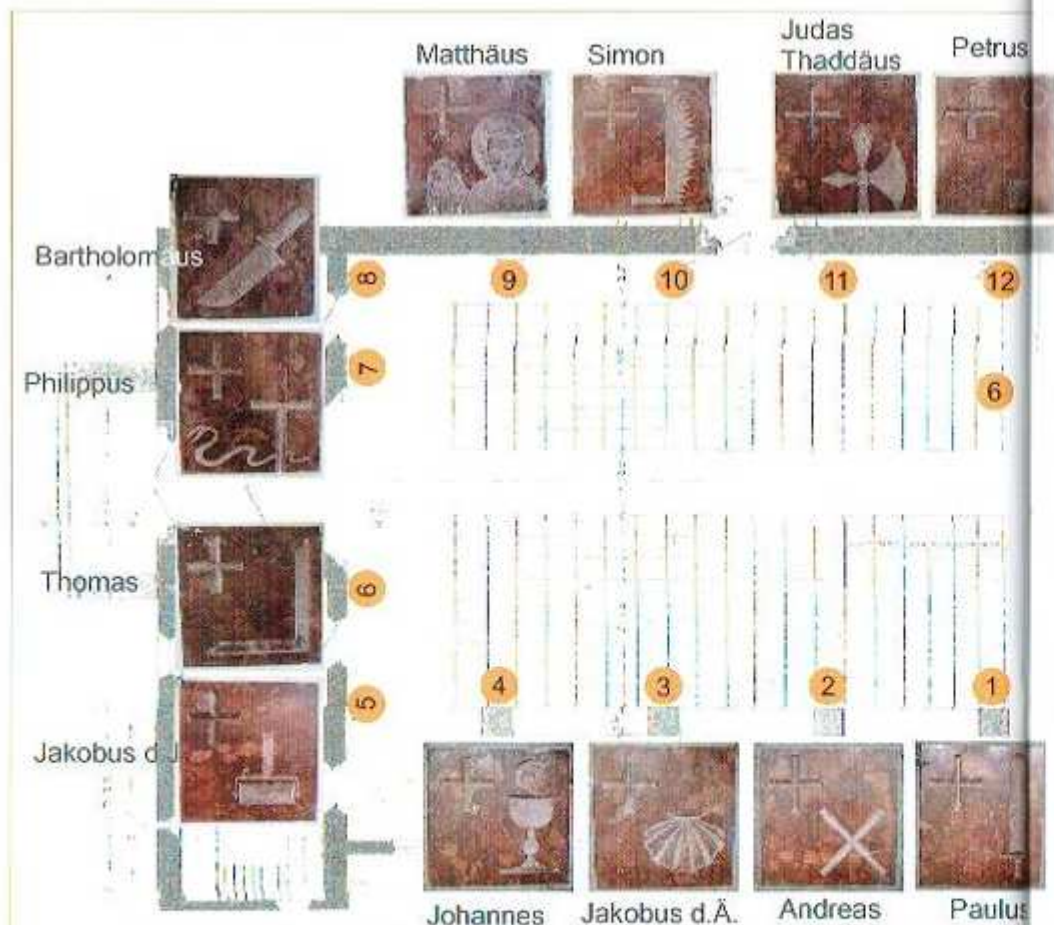 Matthäus
Simon
Judas
Thaddäus
Petrus
Bartholomäus
8
9
10
11
12
Philippus
7
6
Thomas
6
Jakobus d.J.
5
4
3
2
1
Johannes
Jakobus d.Ä.
Andreas
Paulus